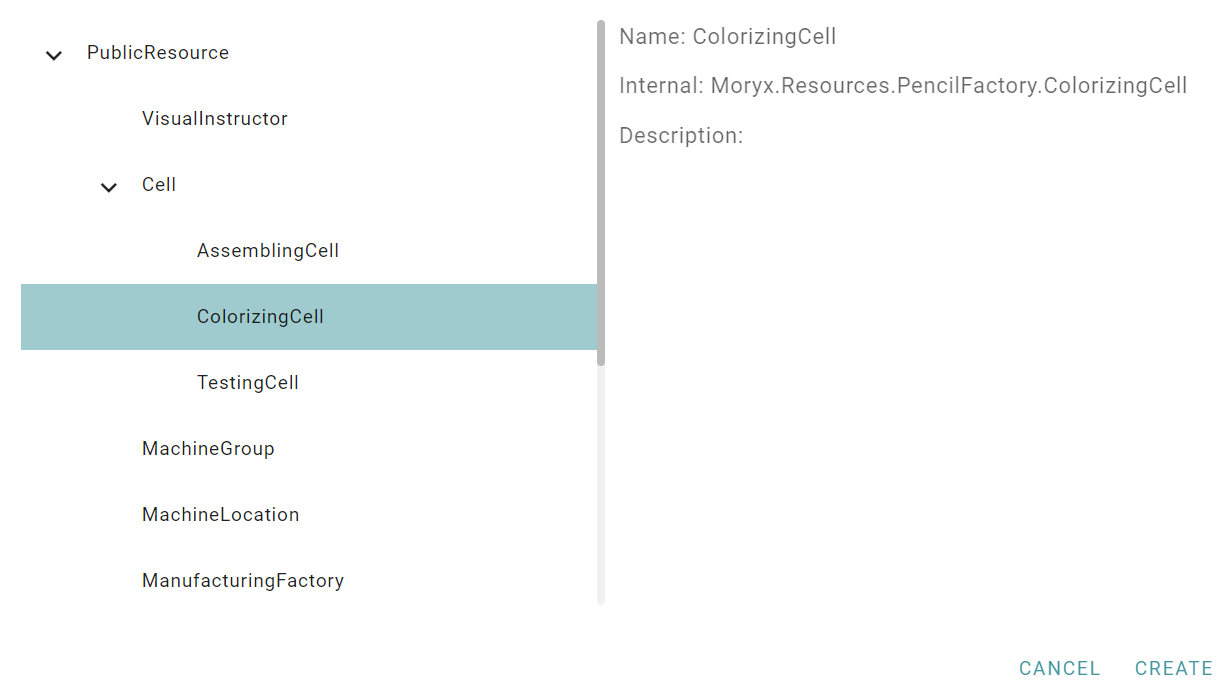 PublicResource
VisualInstructor
Cell
AssemblingCell
ColorizingCell
TestingCell
MachineGroup
MachineLocation
ManufacturingFactory
Name: ColorizingCell
Internal: Moryx.Resources.PencilFactory.ColorizingCell
Description:
CANCEL CREATE